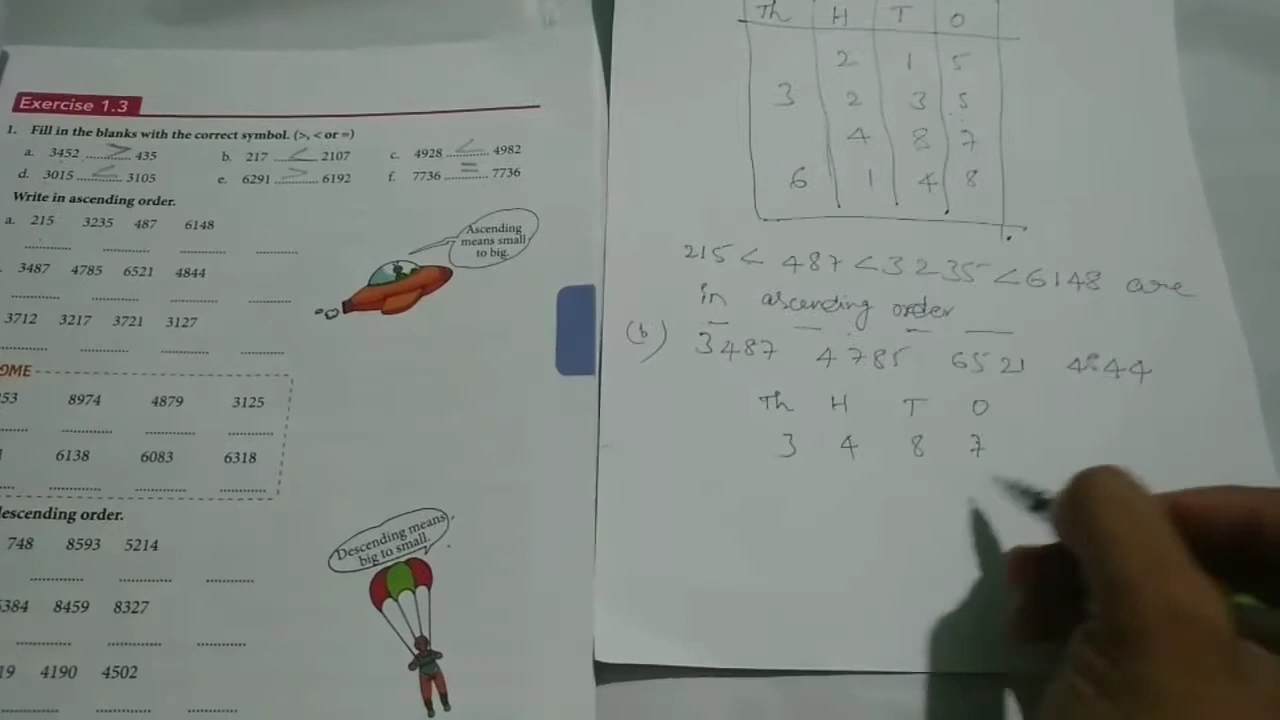 Exercise 1.3
1. Fill in the blanks with the correct symbol. (>, < or =)
a. 3452 ....>.... 435 b. 217 ....<.... 2107 c. 4928 ....<.... 4982
d. 3015 ....<.... 3105 e. 6291 ....>.... 6192 f. 7736 ....=.... 7736
Write in ascending order.
a. 215 3235 487 6148
3487 4785 6521 4844
3712 3217 3721 3127
Ascending
means small
to big.
OME
53 8974 4879 3125
6138 6083 6318
descending order.
748 8593 5214
384 8459 8327
19 4190 4502
Descending means
big to small.
Th H T O
2 1 5
3 2 3 5
4 8 7
6 1 4 8
215 < 487 < 3235 < 6148 are
in ascending order
(b) 3487 4785 6521 4844
Th H T O
3 4 8 7